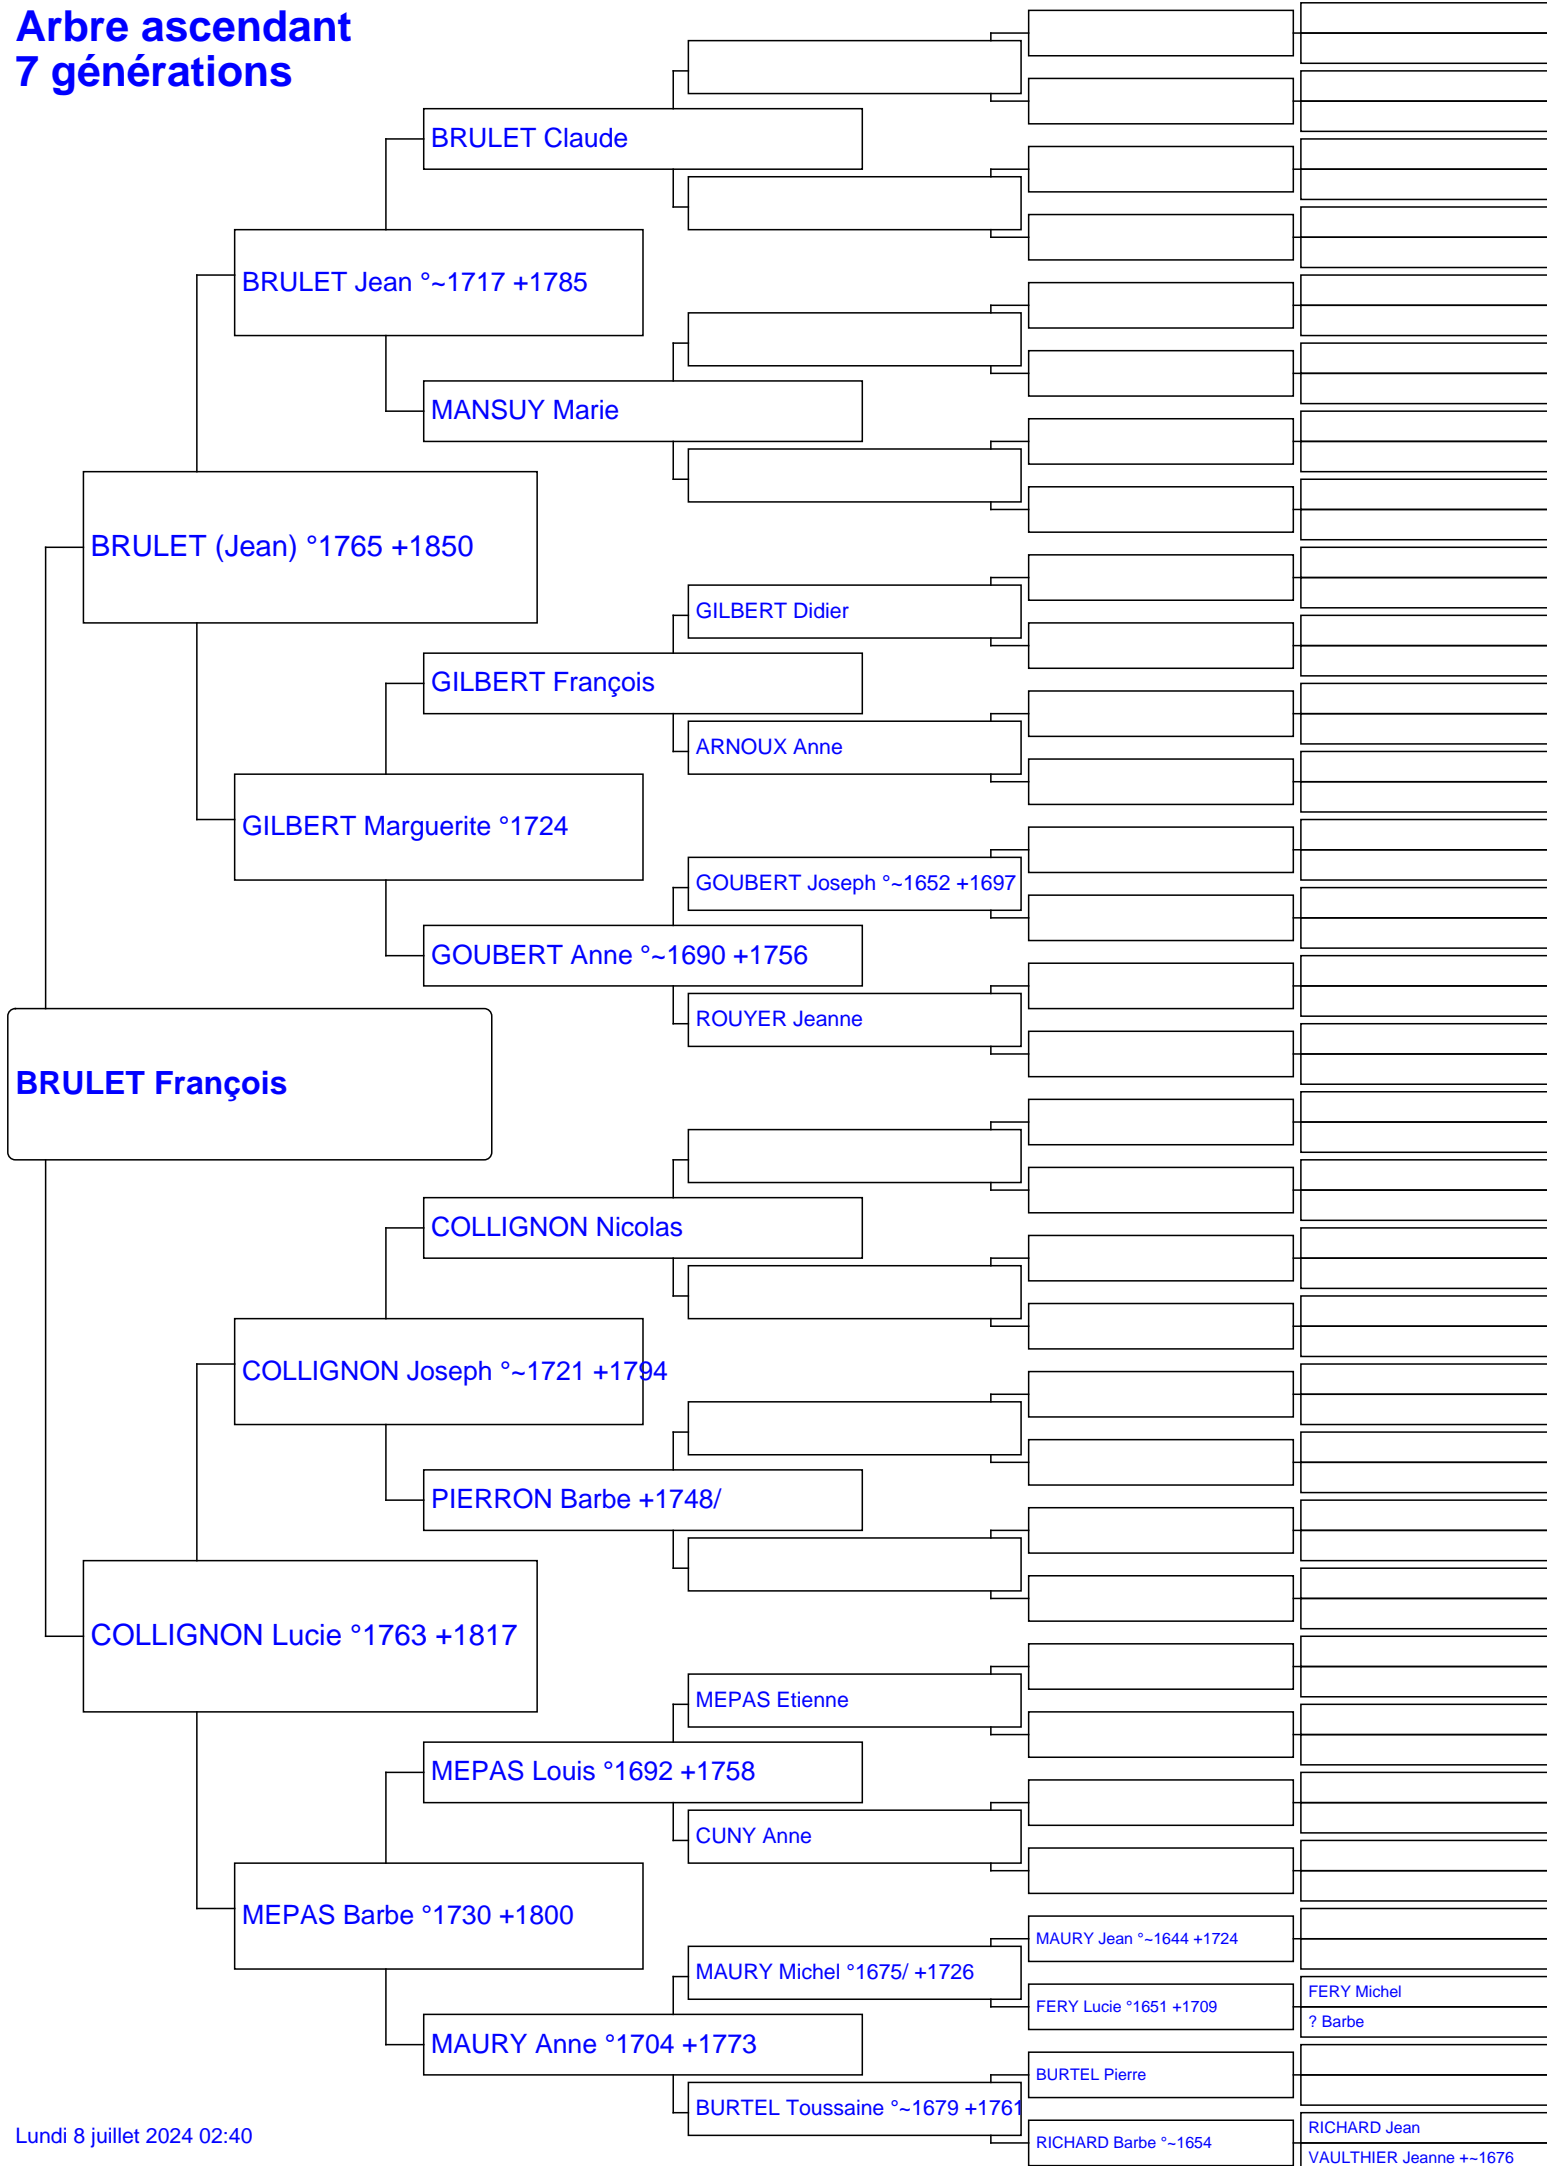 Arbre ascendant
7 générations
BRULET Claude
BRULET Jean °~1717 +1785
MANSUY Marie
BRULET (Jean) °1765 +1850
GILBERT Didier
GILBERT François
ARNOUX Anne
GILBERT Marguerite °1724
GOUBERT Joseph °~1652 +1697
GOUBERT Anne °~1690 +1756
ROUYER Jeanne
BRULET François
COLLIGNON Nicolas
COLLIGNON Joseph °~1721 +1794
PIERRON Barbe +1748/
COLLIGNON Lucie °1763 +1817
MEPAS Etienne
MEPAS Louis °1692 +1758
CUNY Anne
MEPAS Barbe °1730 +1800
MAURY Jean °~1644 +1724
MAURY Michel °1675/ +1726
FERY Michel
FERY Lucie °1651 +1709
? Barbe
MAURY Anne °1704 +1773
BURTEL Pierre
BURTEL Toussaine °~1679 +1761
RICHARD Jean
RICHARD Barbe °~1654
VAULTHIER Jeanne +~1676
Lundi 8 juillet 2024 02:40